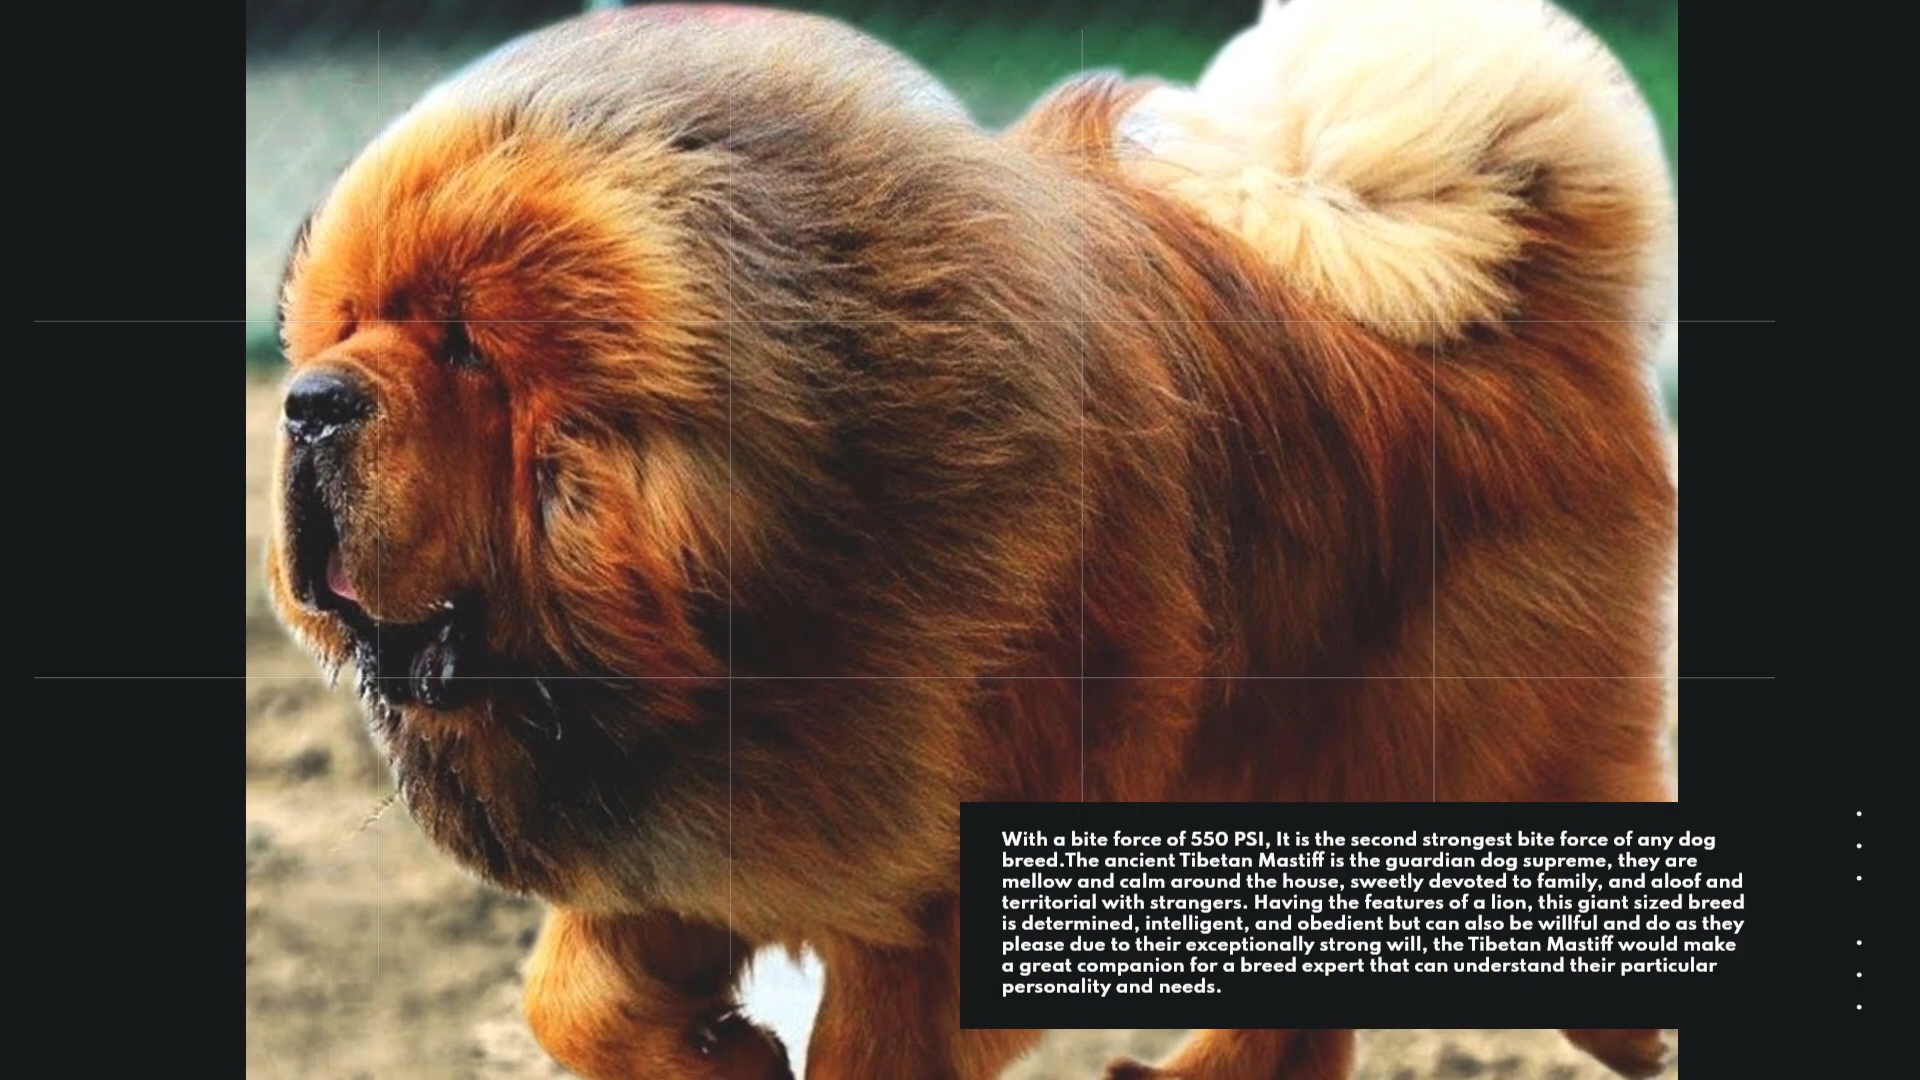 With a bite force of 550 PSI, It is the second strongest bite force of any dog
breed.The ancient Tibetan Mastiff is the guardian dog supreme, they are
mellow and calm around the house, sweetly devoted to family, and aloof and
territorial with strangers. Having the features of a lion, this giant sized breed
is determined, intelligent, and obedient but can also be willful and do as they
please due to their exceptionally strong will, the Tibetan Mastiff would make
a great companion for a breed expert that can understand their particular
personality and needs.